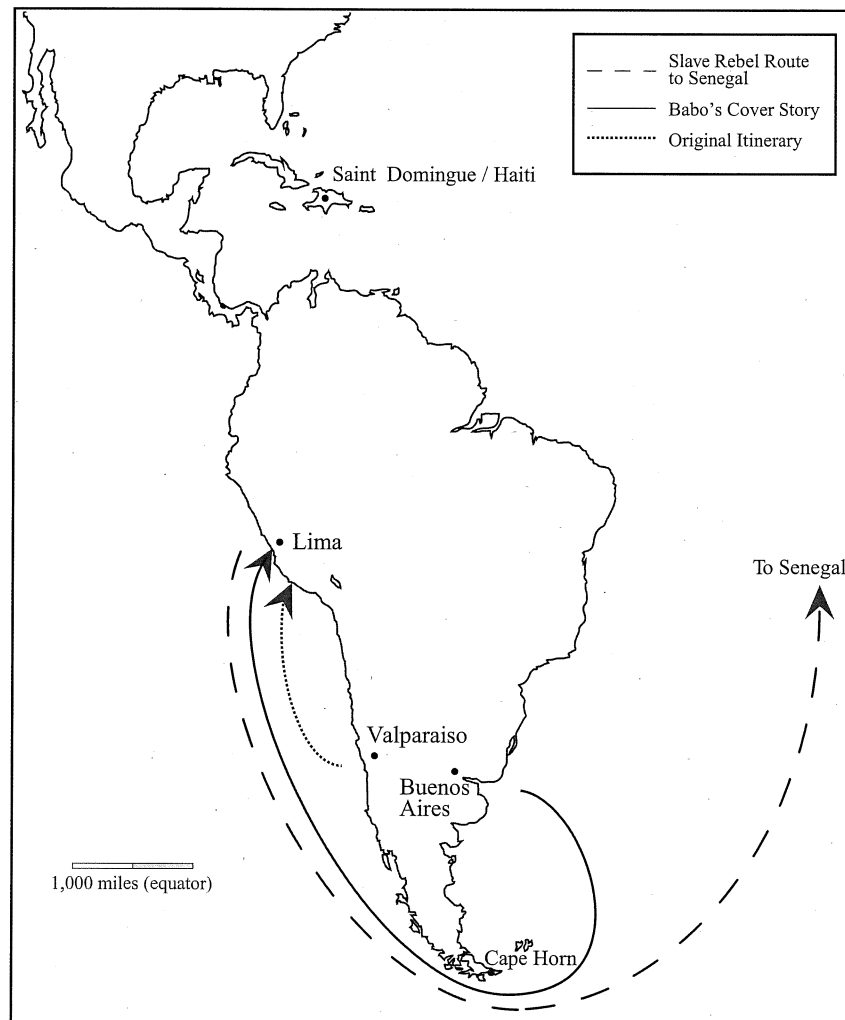 Slave Rebel Route
to Senegal
Babo's Cover Story
Original Itinerary
Saint Domingue / Haiti
Lima
To Senegal
Valparaiso
Buenos
Aires
1,000 miles (equator)
Cape Horn